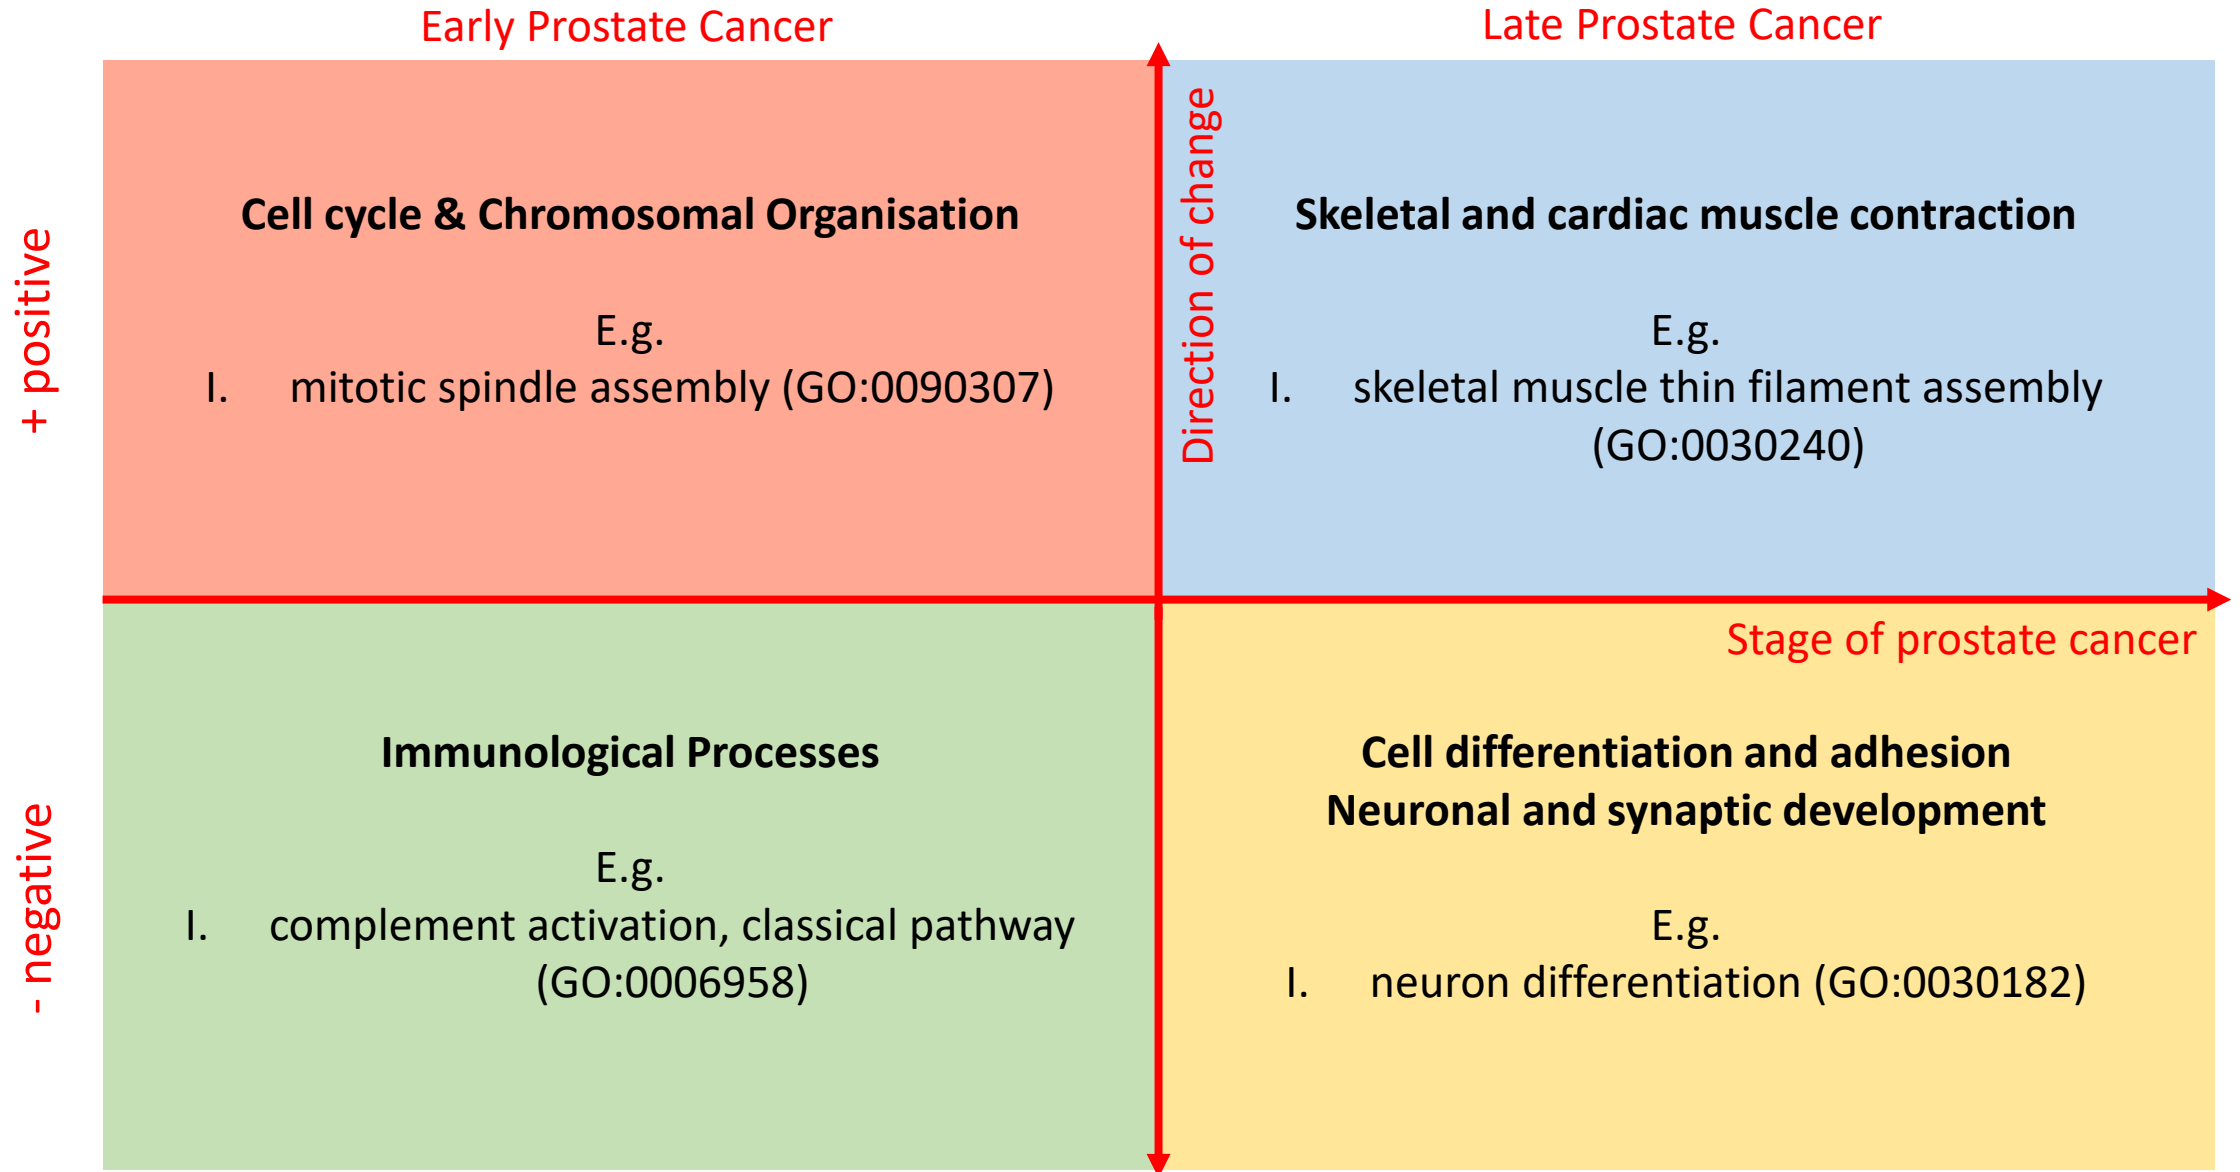 Early Prostate Cancer
Late Prostate Cancer
+ positive
Cell cycle & Chromosomal Organisation
E.g.
I. mitotic spindle assembly (GO:0090307)
Direction of change
Skeletal and cardiac muscle contraction
E.g.
I. skeletal muscle thin filament assembly
(GO:0030240)
Stage of prostate cancer
- negative
Immunological Processes
E.g.
I. complement activation, classical pathway
(GO:0006958)
Cell differentiation and adhesion
Neuronal and synaptic development
E.g.
I. neuron differentiation (GO:0030182)